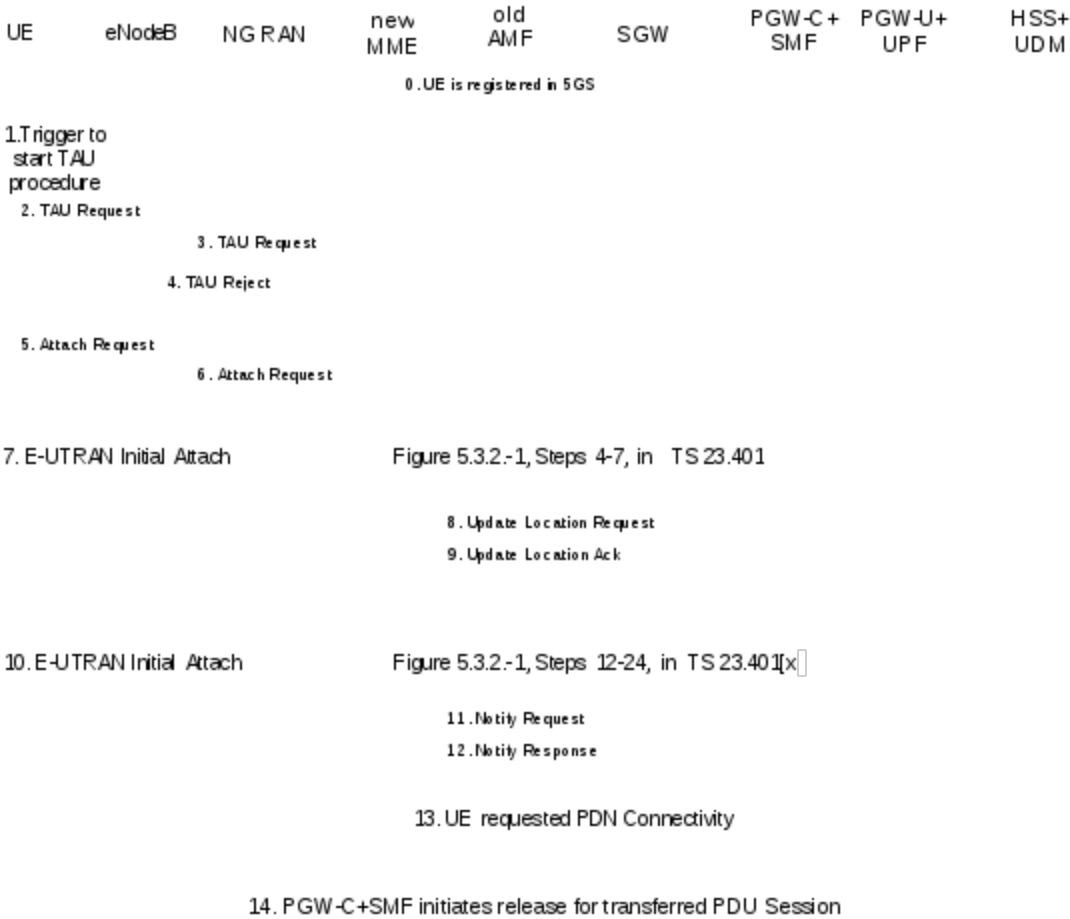 UE eNodeB NG RAN new MME old AMF SGW PGW-C+ SMF PGW-U+ UPF HSS+ UDM
0. UE is registered in 5GS
1.Trigger to
start TAU
procedure
2. TAU Request
3. TAU Request
4. TAU Reject
5. Attach Request
6. Attach Request
7. E-UTRAN Initial Attach Figure 5.3.2.-1, Steps 4-7, in TS 23.401
8. Update Location Request
9. Update Location Ack
10. E-UTRAN Initial Attach Figure 5.3.2.-1, Steps 12-24, in TS 23.401[x
11. Notify Request
12. Notify Response
13. UE requested PDN Connectivity
14. PGW-C+SMF initiates release for transferred PDU Session